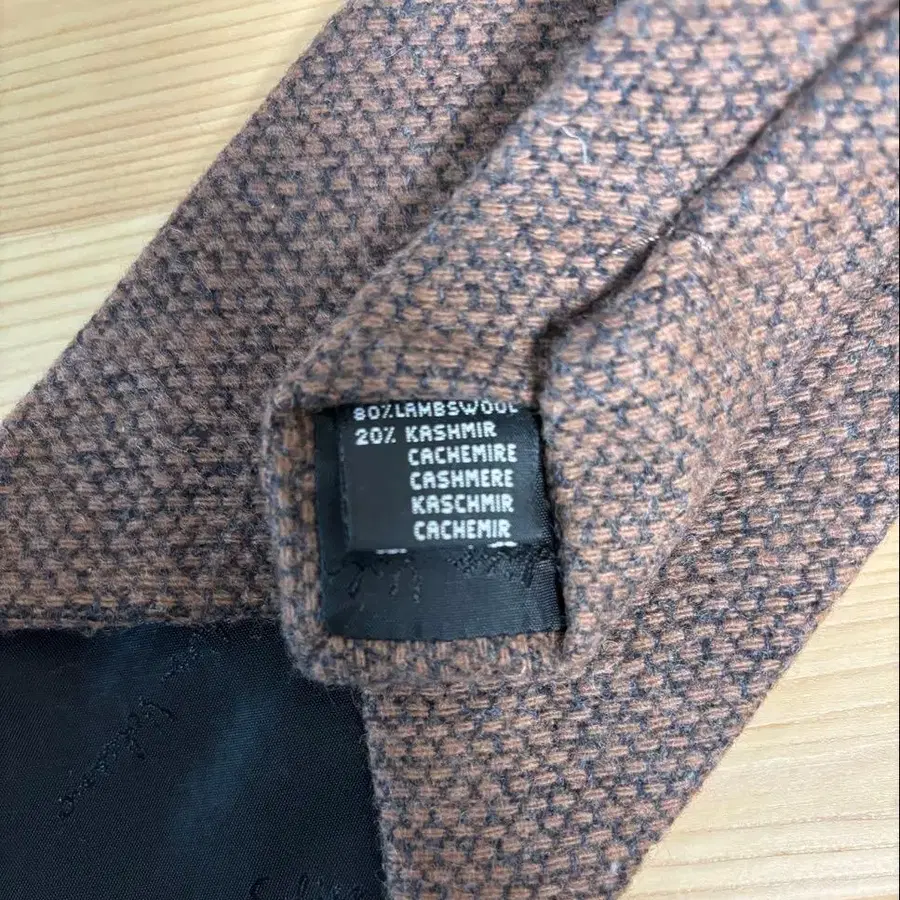 80%LAMBSWOOL
20% KASHMIR
CACHEMIRE
CASHMERE
KASCHMIR
CACHEMIR